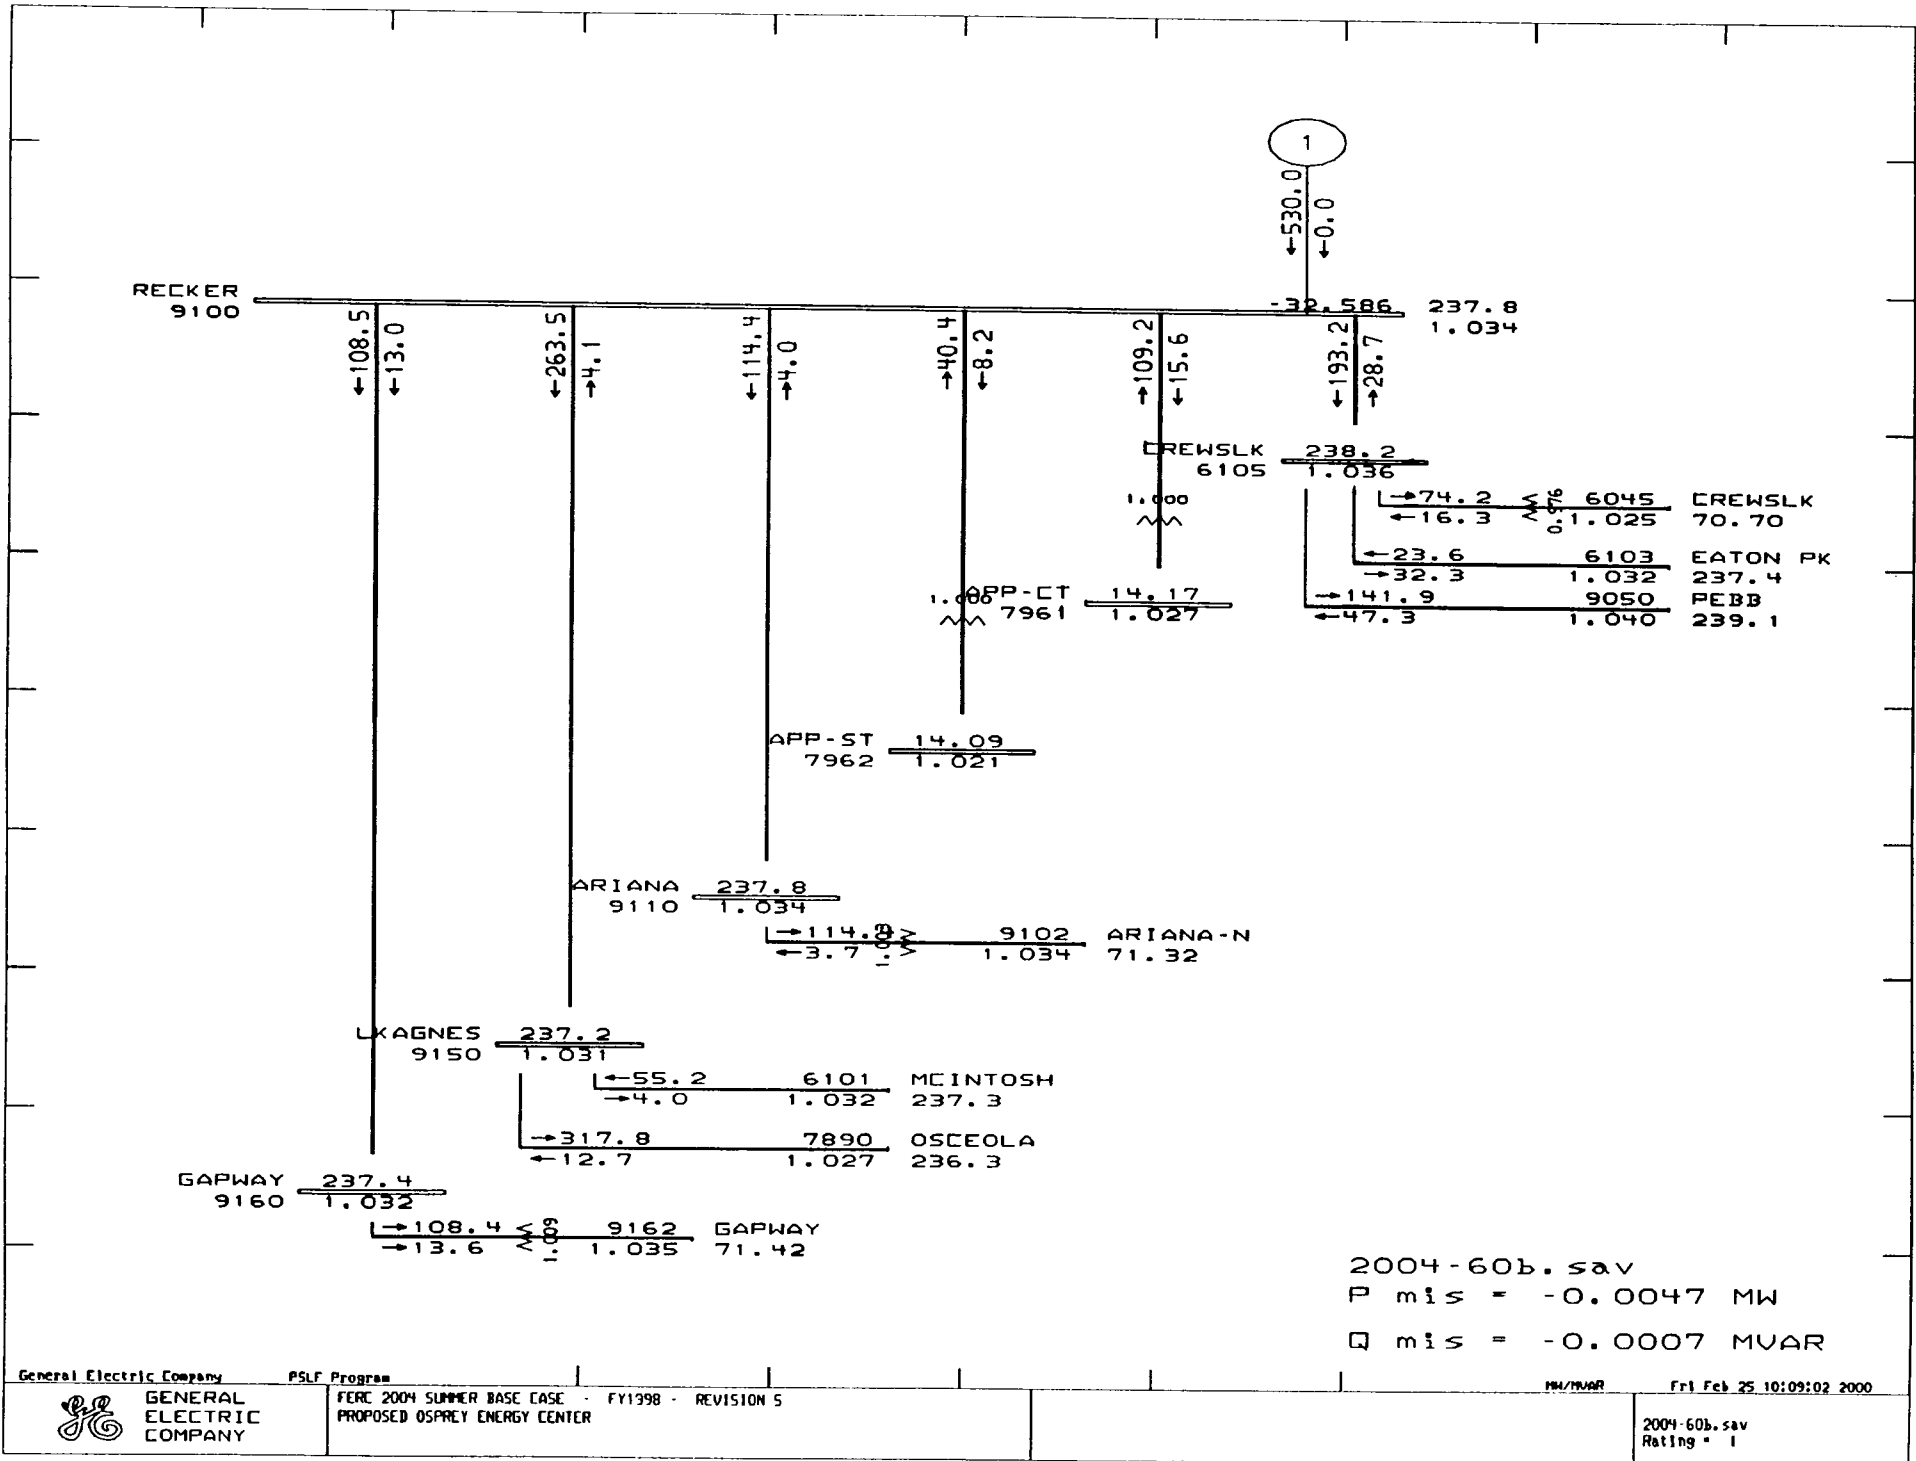 1
←530.0
←0.0
RECKER
9100
-32.586
237.8
1.034
←108.5
←13.0
←263.5
→4.1
←114.4
→4.0
→40.4
←8.2
→109.2
←15.6
←193.2
→28.7
CREWSLK
6105
238.2
1.036
→74.2
←16.3
0.976
6045
1.025
CREWSLK
70.70
←23.6
→32.3
6103
1.032
EATON PK
237.4
→141.9
←47.3
9050
1.040
PEBB
239.1
1.000
APP-CT
7961
14.17
1.027
1.000
APP-ST
7962
14.09
1.021
ARIANA
9110
237.8
1.034
←3.7
9102
1.034
ARIANA-N
71.32
LKAGNES
9150
237.2
1.031
←55.2
→4.0
6101
1.032
MCINTOSH
237.3
→317.8
←12.7
7890
1.027
OSCEOLA
236.3
GAPWAY
9160
237.4
1.032
→108.4
→13.6
1.009
9162
1.035
GAPWAY
71.42
2004-60b.sav
P mis = -0.0047 MW
Q mis = -0.0007 MVAR
General Electric Company PSLF Program
MW/MVAR Fri Feb 25 10:09:02 2000
GENERAL
ELECTRIC
COMPANY
FERC 2004 SUMMER BASE CASE - FY1998 - REVISION 5
PROPOSED OSPREY ENERGY CENTER
2004-60b.sav
Rating = 1